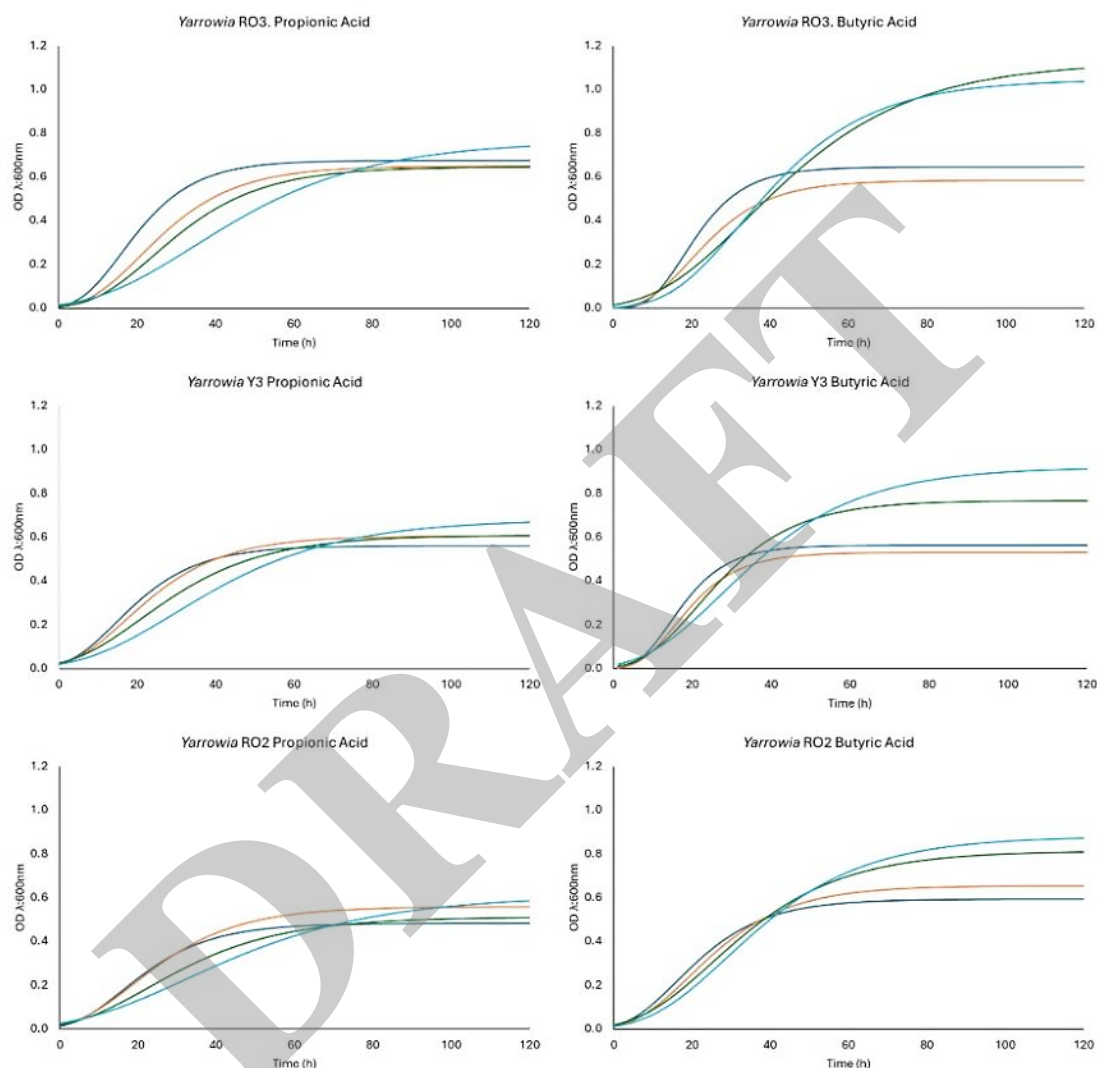 Yarrowia RO3. Propionic Acid
1.2
1.0
0.8
0.6
0.4
0.2
0.0
OD λ:600nm
0 20 40 60 80 100 120
Time (h)
Yarrowia RO3. Butyric Acid
1.2
1.0
0.8
0.6
0.4
0.2
0.0
OD λ:600nm
0 20 40 60 80 100 120
Time (h)
Yarrowia Y3 Propionic Acid
1.2
1.0
0.8
0.6
0.4
0.2
0.0
OD λ:600nm
0 20 40 60 80 100 120
Time (h)
Yarrowia Y3 Butyric Acid
1.2
1.0
0.8
0.6
0.4
0.2
0.0
OD λ:600nm
0 20 40 60 80 100 120
Time (h)
Yarrowia RO2 Propionic Acid
1.2
1.0
0.8
0.6
0.4
0.2
0.0
OD λ:600nm
0 20 40 60 80 100 120
Time (h)
Yarrowia RO2 Butyric Acid
1.2
1.0
0.8
0.6
0.4
0.2
0.0
OD λ:600nm
0 20 40 60 80 100 120
Time (h)
DRAFT